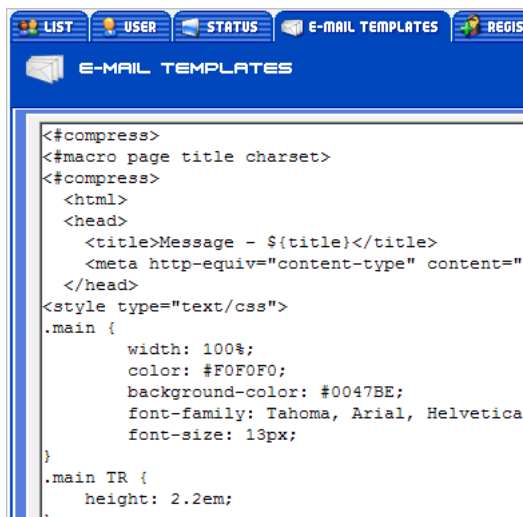 LIST USER STATUS E-MAIL TEMPLATES REGIS
E-MAIL TEMPLATES
<#compress>
<#macro page title charset>
<#compress>
  <html>
  <head>
    <title>Message - ${title}</title>
    <meta http-equiv="content-type" content="
  </head>
<style type="text/css">
.main {
        width: 100%;
        color: #F0F0F0;
        background-color: #0047BE;
        font-family: Tahoma, Arial, Helvetica
        font-size: 13px;
}
.main TR {
    height: 2.2em;